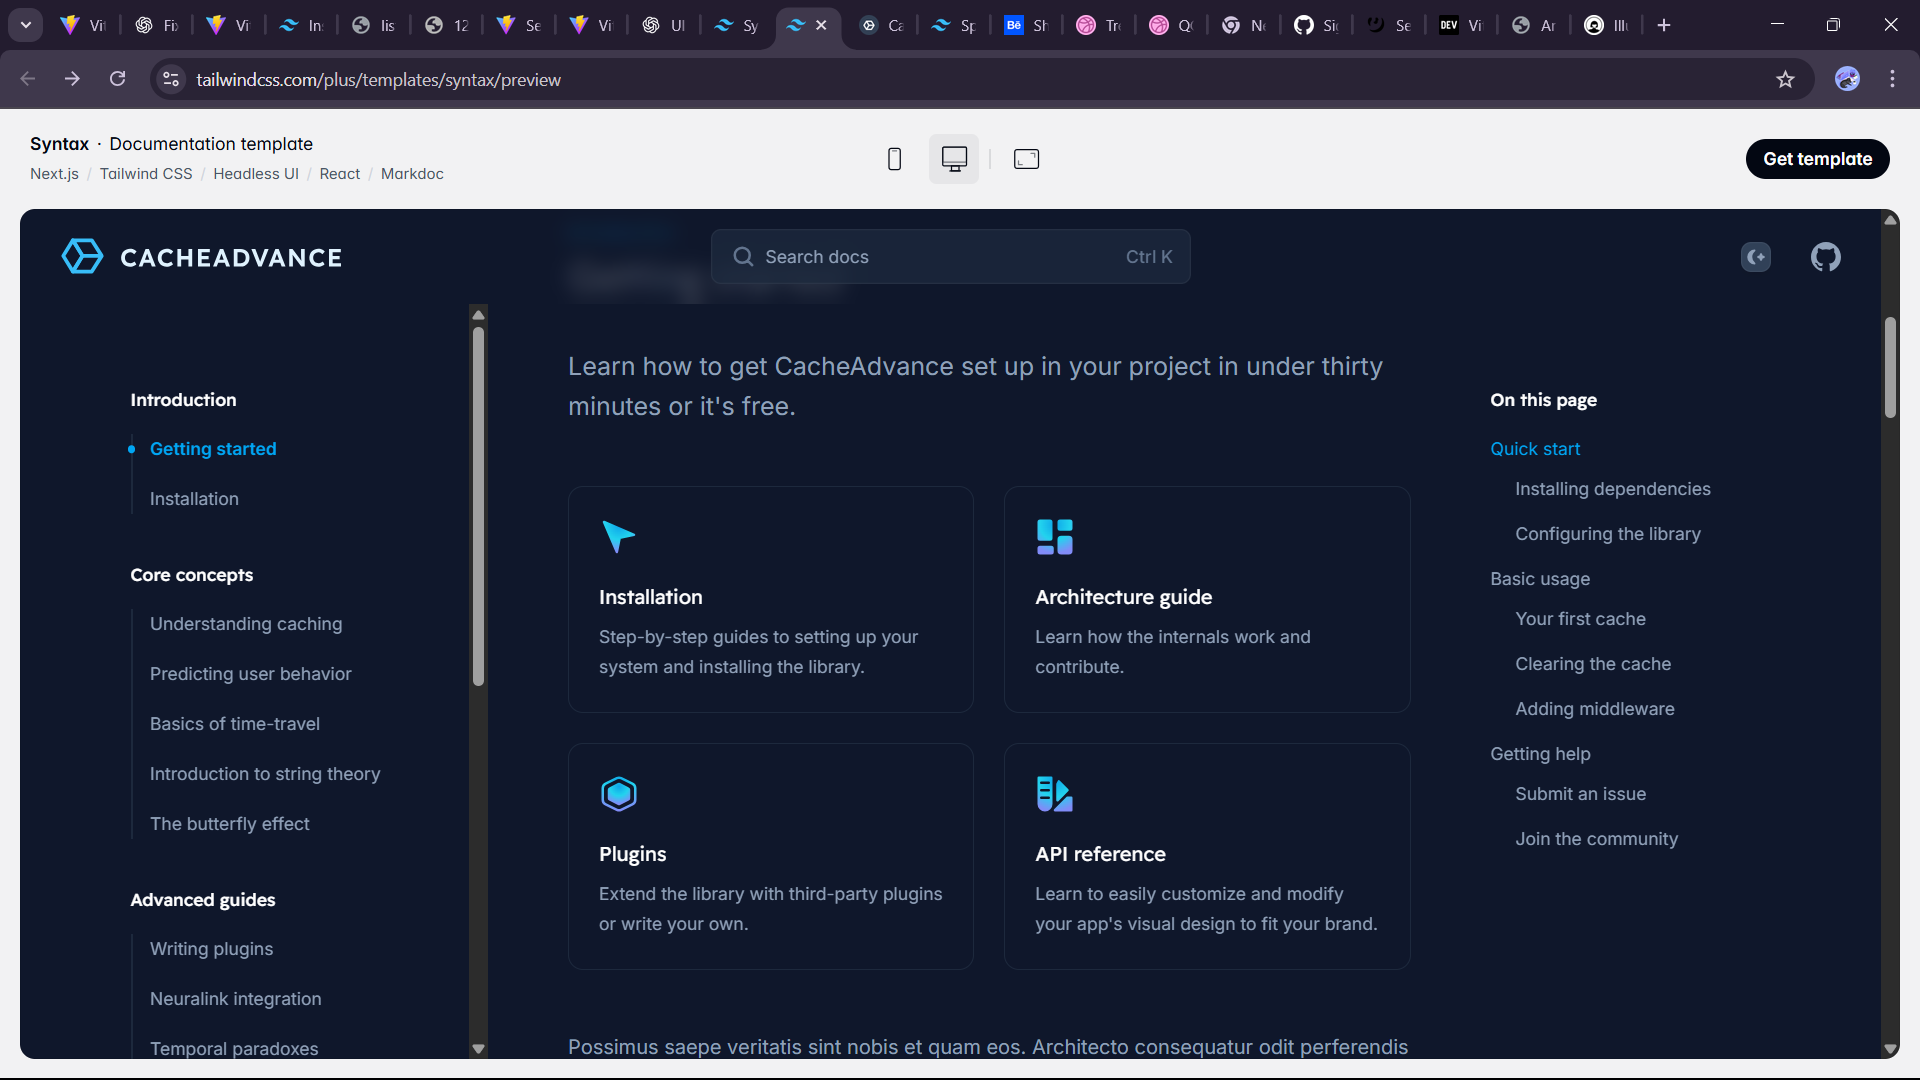 Vi
Fix
Vi
In
lis
12
Se
Vi
UI
Sy
Ca
Sp
Bē
Sh
Tr
QC
Ne
Sig
Se
DEV
Vi
Ar
Illu
tailwindcss.com/plus/templates/syntax/preview
Syntax · Documentation template
Next.js / Tailwind CSS / Headless UI / React / Markdoc
Get template
CACHEADVANCE
Search docs
Ctrl K
Introduction
Getting started
Installation
Core concepts
Understanding caching
Predicting user behavior
Basics of time-travel
Introduction to string theory
The butterfly effect
Advanced guides
Writing plugins
Neuralink integration
Temporal paradoxes
Learn how to get CacheAdvance set up in your project in under thirty
minutes or it's free.
Installation
Step-by-step guides to setting up your
system and installing the library.
Architecture guide
Learn how the internals work and
contribute.
Plugins
Extend the library with third-party plugins
or write your own.
API reference
Learn to easily customize and modify
your app's visual design to fit your brand.
Possimus saepe veritatis sint nobis et quam eos. Architecto consequatur odit perferendis
On this page
Quick start
Installing dependencies
Configuring the library
Basic usage
Your first cache
Clearing the cache
Adding middleware
Getting help
Submit an issue
Join the community